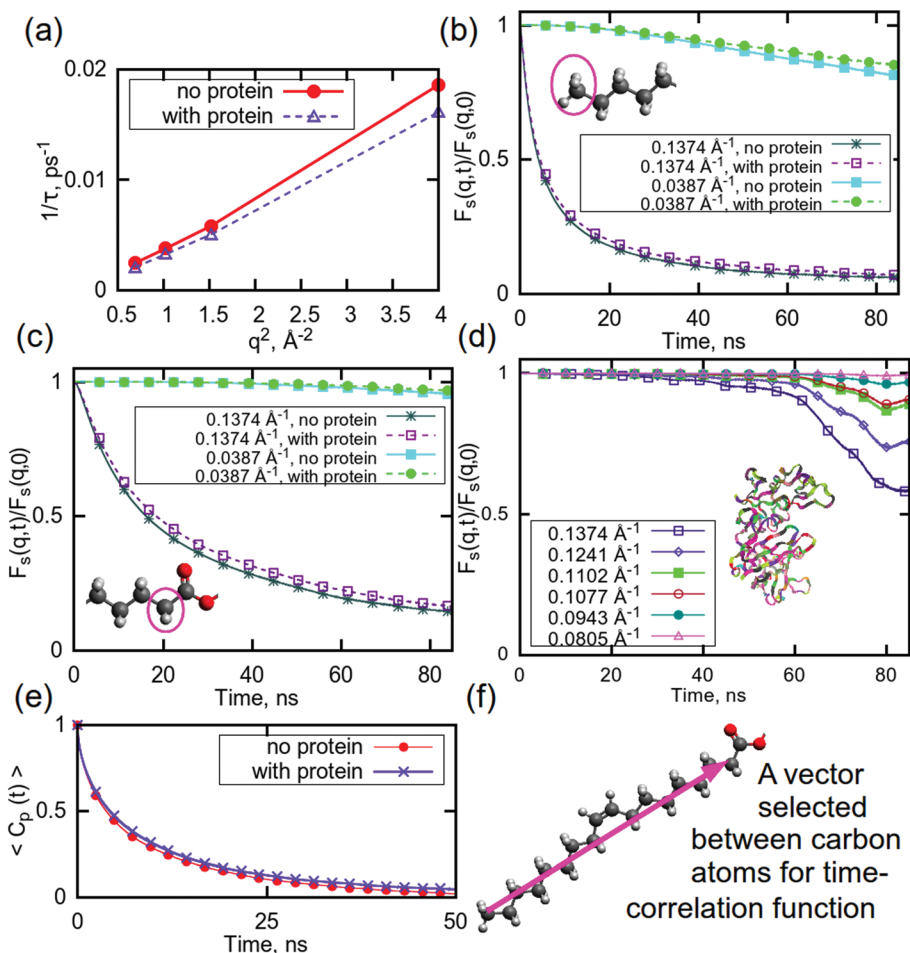 (a)
0.02
0.01
0
1/τ, ps⁻¹
no protein
with protein
0.5 1 1.5 2 2.5 3 3.5 4
q², Å⁻²
(b)
1
0.5
0
Fₛ(q,t)/Fₛ(q,0)
0.1374 Å⁻¹, no protein
0.1374 Å⁻¹, with protein
0.0387 Å⁻¹, no protein
0.0387 Å⁻¹, with protein
0 20 40 60 80
Time, ns
(c)
1
0.5
0
Fₛ(q,t)/Fₛ(q,0)
0.1374 Å⁻¹, no protein
0.1374 Å⁻¹, with protein
0.0387 Å⁻¹, no protein
0.0387 Å⁻¹, with protein
0 20 40 60 80
Time, ns
(d)
1
0.5
0
Fₛ(q,t)/Fₛ(q,0)
0.1374 Å⁻¹
0.1241 Å⁻¹
0.1102 Å⁻¹
0.1077 Å⁻¹
0.0943 Å⁻¹
0.0805 Å⁻¹
0 20 40 60 80
Time, ns
(e)
1
0.5
0
< Cₚ (t) >
no protein
with protein
0 25 50
Time, ns
(f)
A vector
selected
between carbon
atoms for time-
correlation function